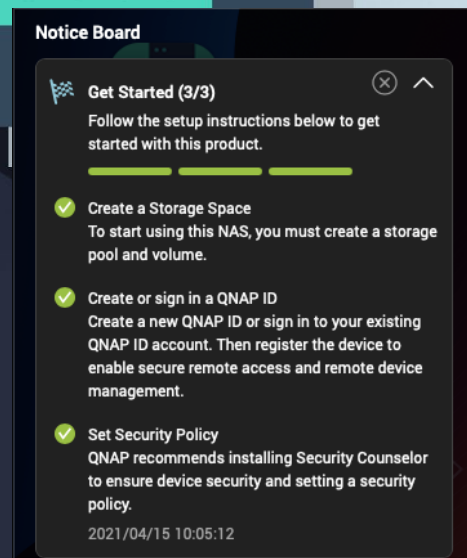 Notice Board
Get Started (3/3)
Follow the setup instructions below to get
started with this product.
Create a Storage Space
To start using this NAS, you must create a storage
pool and volume.
Create or sign in a QNAP ID
Create a new QNAP ID or sign in to your existing
QNAP ID account. Then register the device to
enable secure remote access and remote device
management.
Set Security Policy
QNAP recommends installing Security Counselor
to ensure device security and setting a security
policy.
2021/04/15 10:05:12